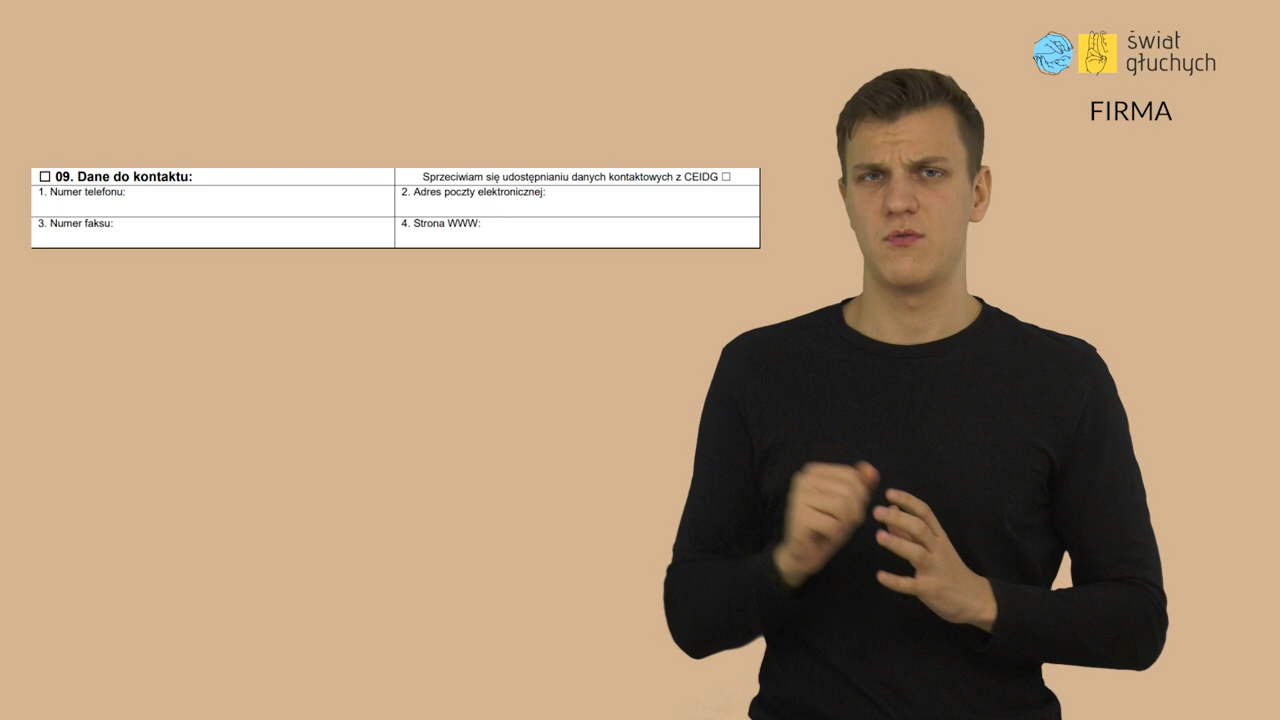 świat
głuchych
FIRMA
☐ 09. Dane do kontaktu:
Sprzeciwiam się udostępnianiu danych kontaktowych z CEIDG ☐
1. Numer telefonu:
2. Adres poczty elektronicznej:
3. Numer faksu:
4. Strona WWW: